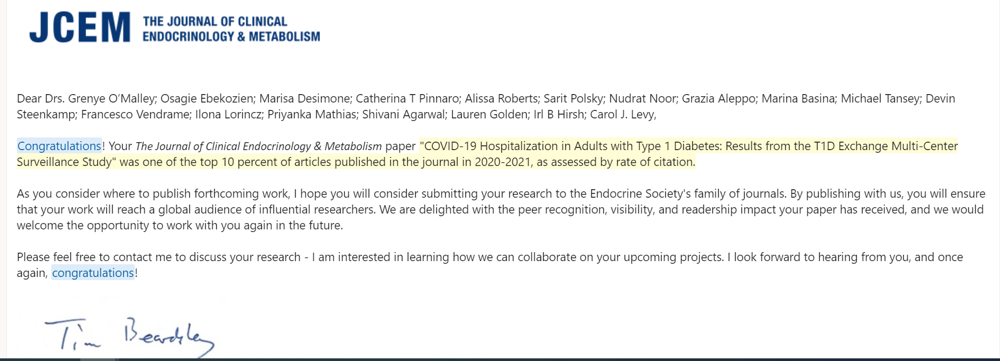 JCEM THE JOURNAL OF CLINICAL
ENDOCRINOLOGY & METABOLISM
Dear Drs. Grenye O’Malley; Osagie Ebekozien; Marisa Desimone; Catherina T Pinnaro; Alissa Roberts; Sarit Polsky; Nudrat Noor; Grazia Aleppo; Marina Basina; Michael Tansey; Devin
Steenkamp; Francesco Vendrame; Ilona Lorincz; Priyanka Mathias; Shivani Agarwal; Lauren Golden; Irl B Hirsh; Carol J. Levy,
Congratulations! Your The Journal of Clinical Endocrinology & Metabolism paper "COVID-19 Hospitalization in Adults with Type 1 Diabetes: Results from the T1D Exchange Multi-Center
Surveillance Study" was one of the top 10 percent of articles published in the journal in 2020-2021, as assessed by rate of citation.
As you consider where to publish forthcoming work, I hope you will consider submitting your research to the Endocrine Society's family of journals. By publishing with us, you will ensure
that your work will reach a global audience of influential researchers. We are delighted with the peer recognition, visibility, and readership impact your paper has received, and we would
welcome the opportunity to work with you again in the future.
Please feel free to contact me to discuss your research - I am interested in learning how we can collaborate on your upcoming projects. I look forward to hearing from you, and once
again, congratulations!
Tim Beardsley